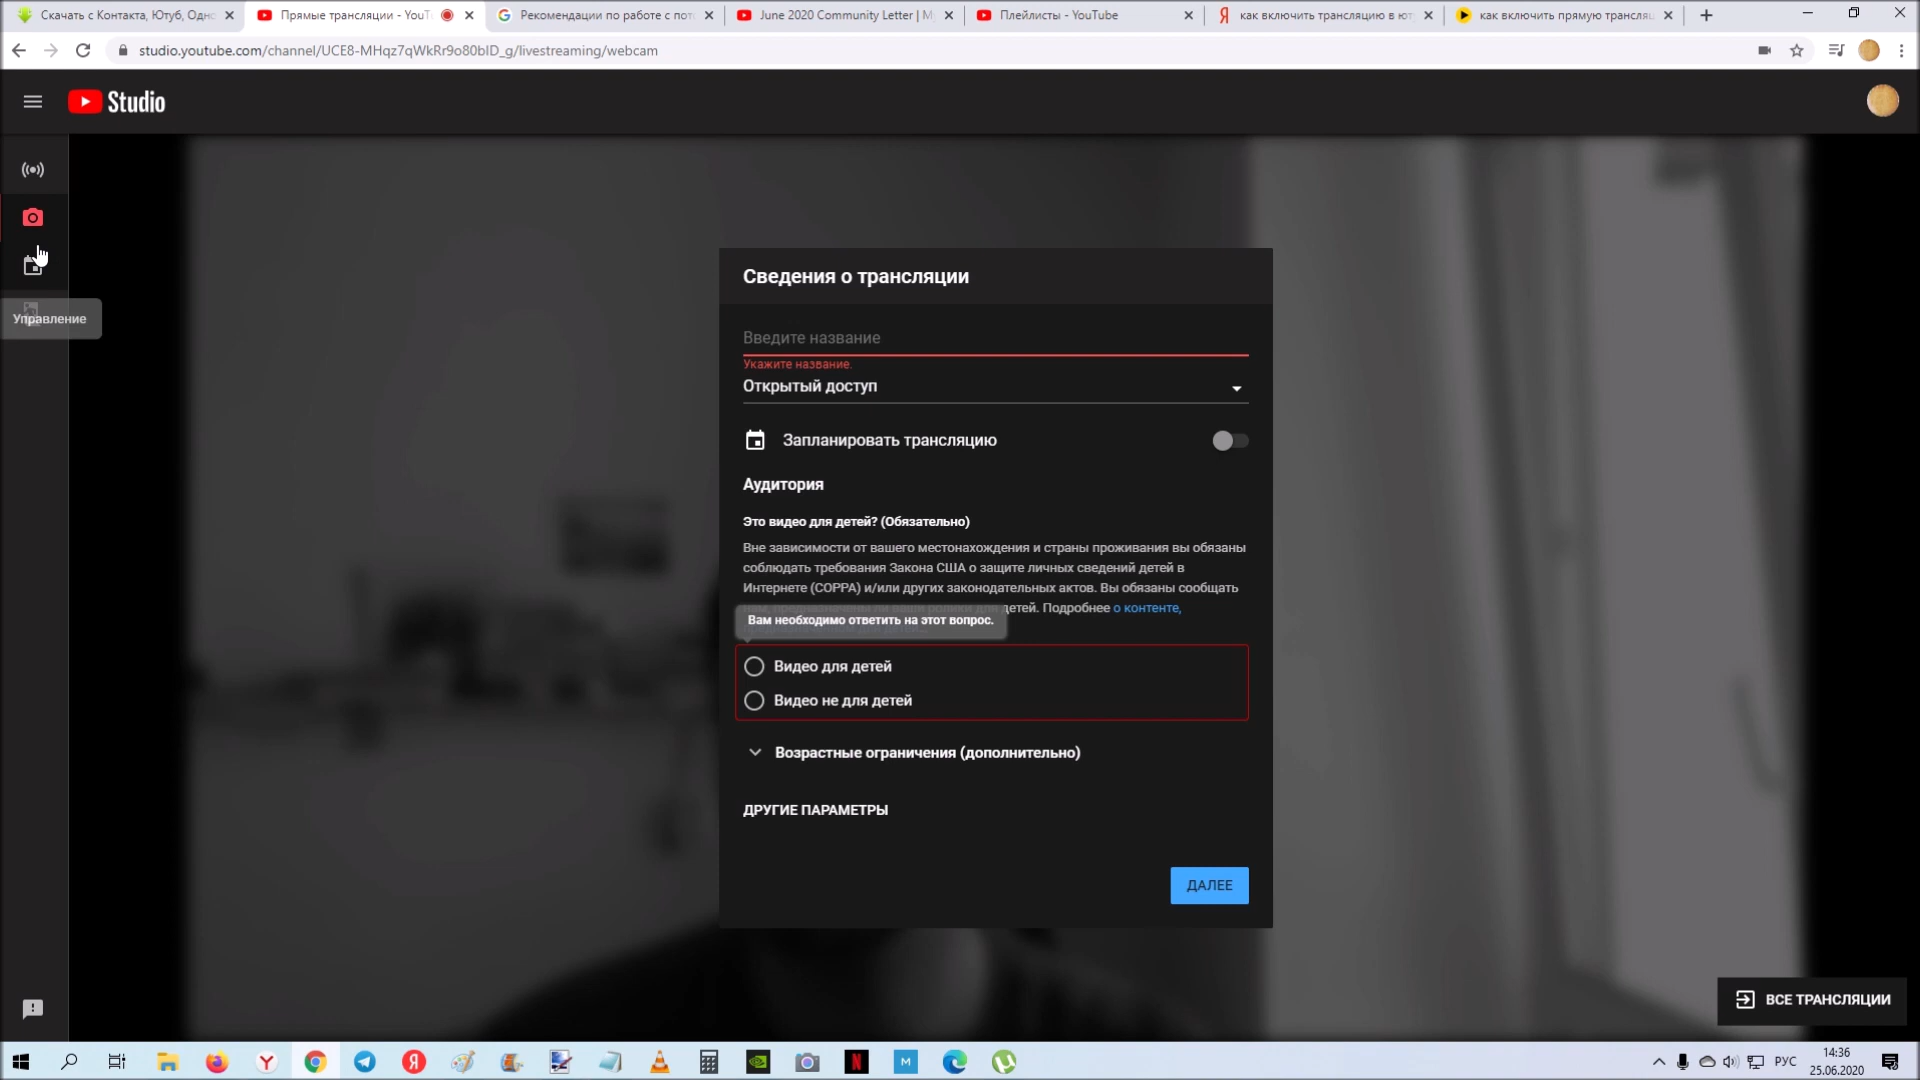 Скачать с Контакта, Ютуб, Одно
Прямые трансляции - YouT
Рекомендации по работе с пот
June 2020 Community Letter | M
Плейлисты - YouTube
как включить трансляцию в ют
как включить прямую трансля
studio.youtube.com/channel/UCE8-MHqz7qWkRr9o80bID_g/livestreaming/webcam
Studio
Управление
Сведения о трансляции
Введите название
Укажите название.
Открытый доступ
Запланировать трансляцию
Аудитория
Это видео для детей? (Обязательно)
Вне зависимости от вашего местонахождения и страны проживания вы обязаны
соблюдать требования Закона США о защите личных сведений детей в
Интернете (COPPA) и/или других законодательных актов. Вы обязаны сообщать
детей. Подробнее о контенте,
Вам необходимо ответить на этот вопрос.
Видео для детей
Видео не для детей
Возрастные ограничения (дополнительно)
ДРУГИЕ ПАРАМЕТРЫ
ДАЛЕЕ
ВСЕ ТРАНСЛЯЦИИ
РУС
14:36
25.06.2020